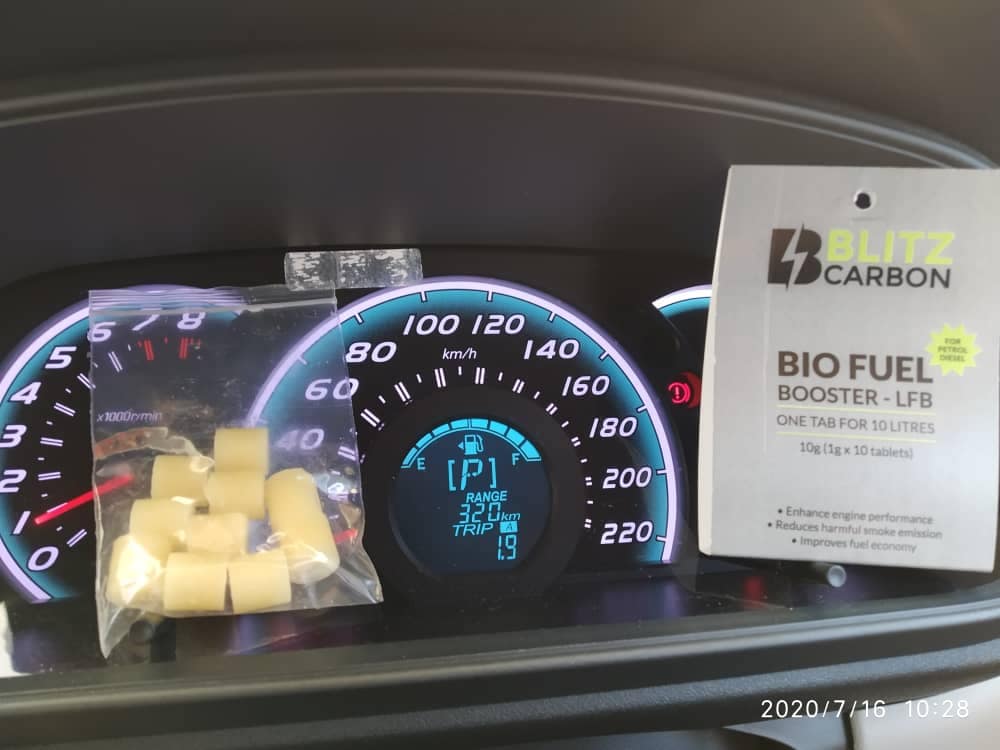 0
1
2
3
4
5
6
7
8
x1000r/min
40
60
80
100
120
140
160
180
200
220
km/h
E
F
[P]
RANGE
320km
TRIP A
1.9
B BLITZ
CARBON
FOR
PETROL
DIESEL
BIO FUEL
BOOSTER - LFB
ONE TAB FOR 10 LITRES
10g (1g x 10 tablets)
• Enhance engine performance
• Reduces harmful smoke emission
• Improves fuel economy
2020/7/16 10:28